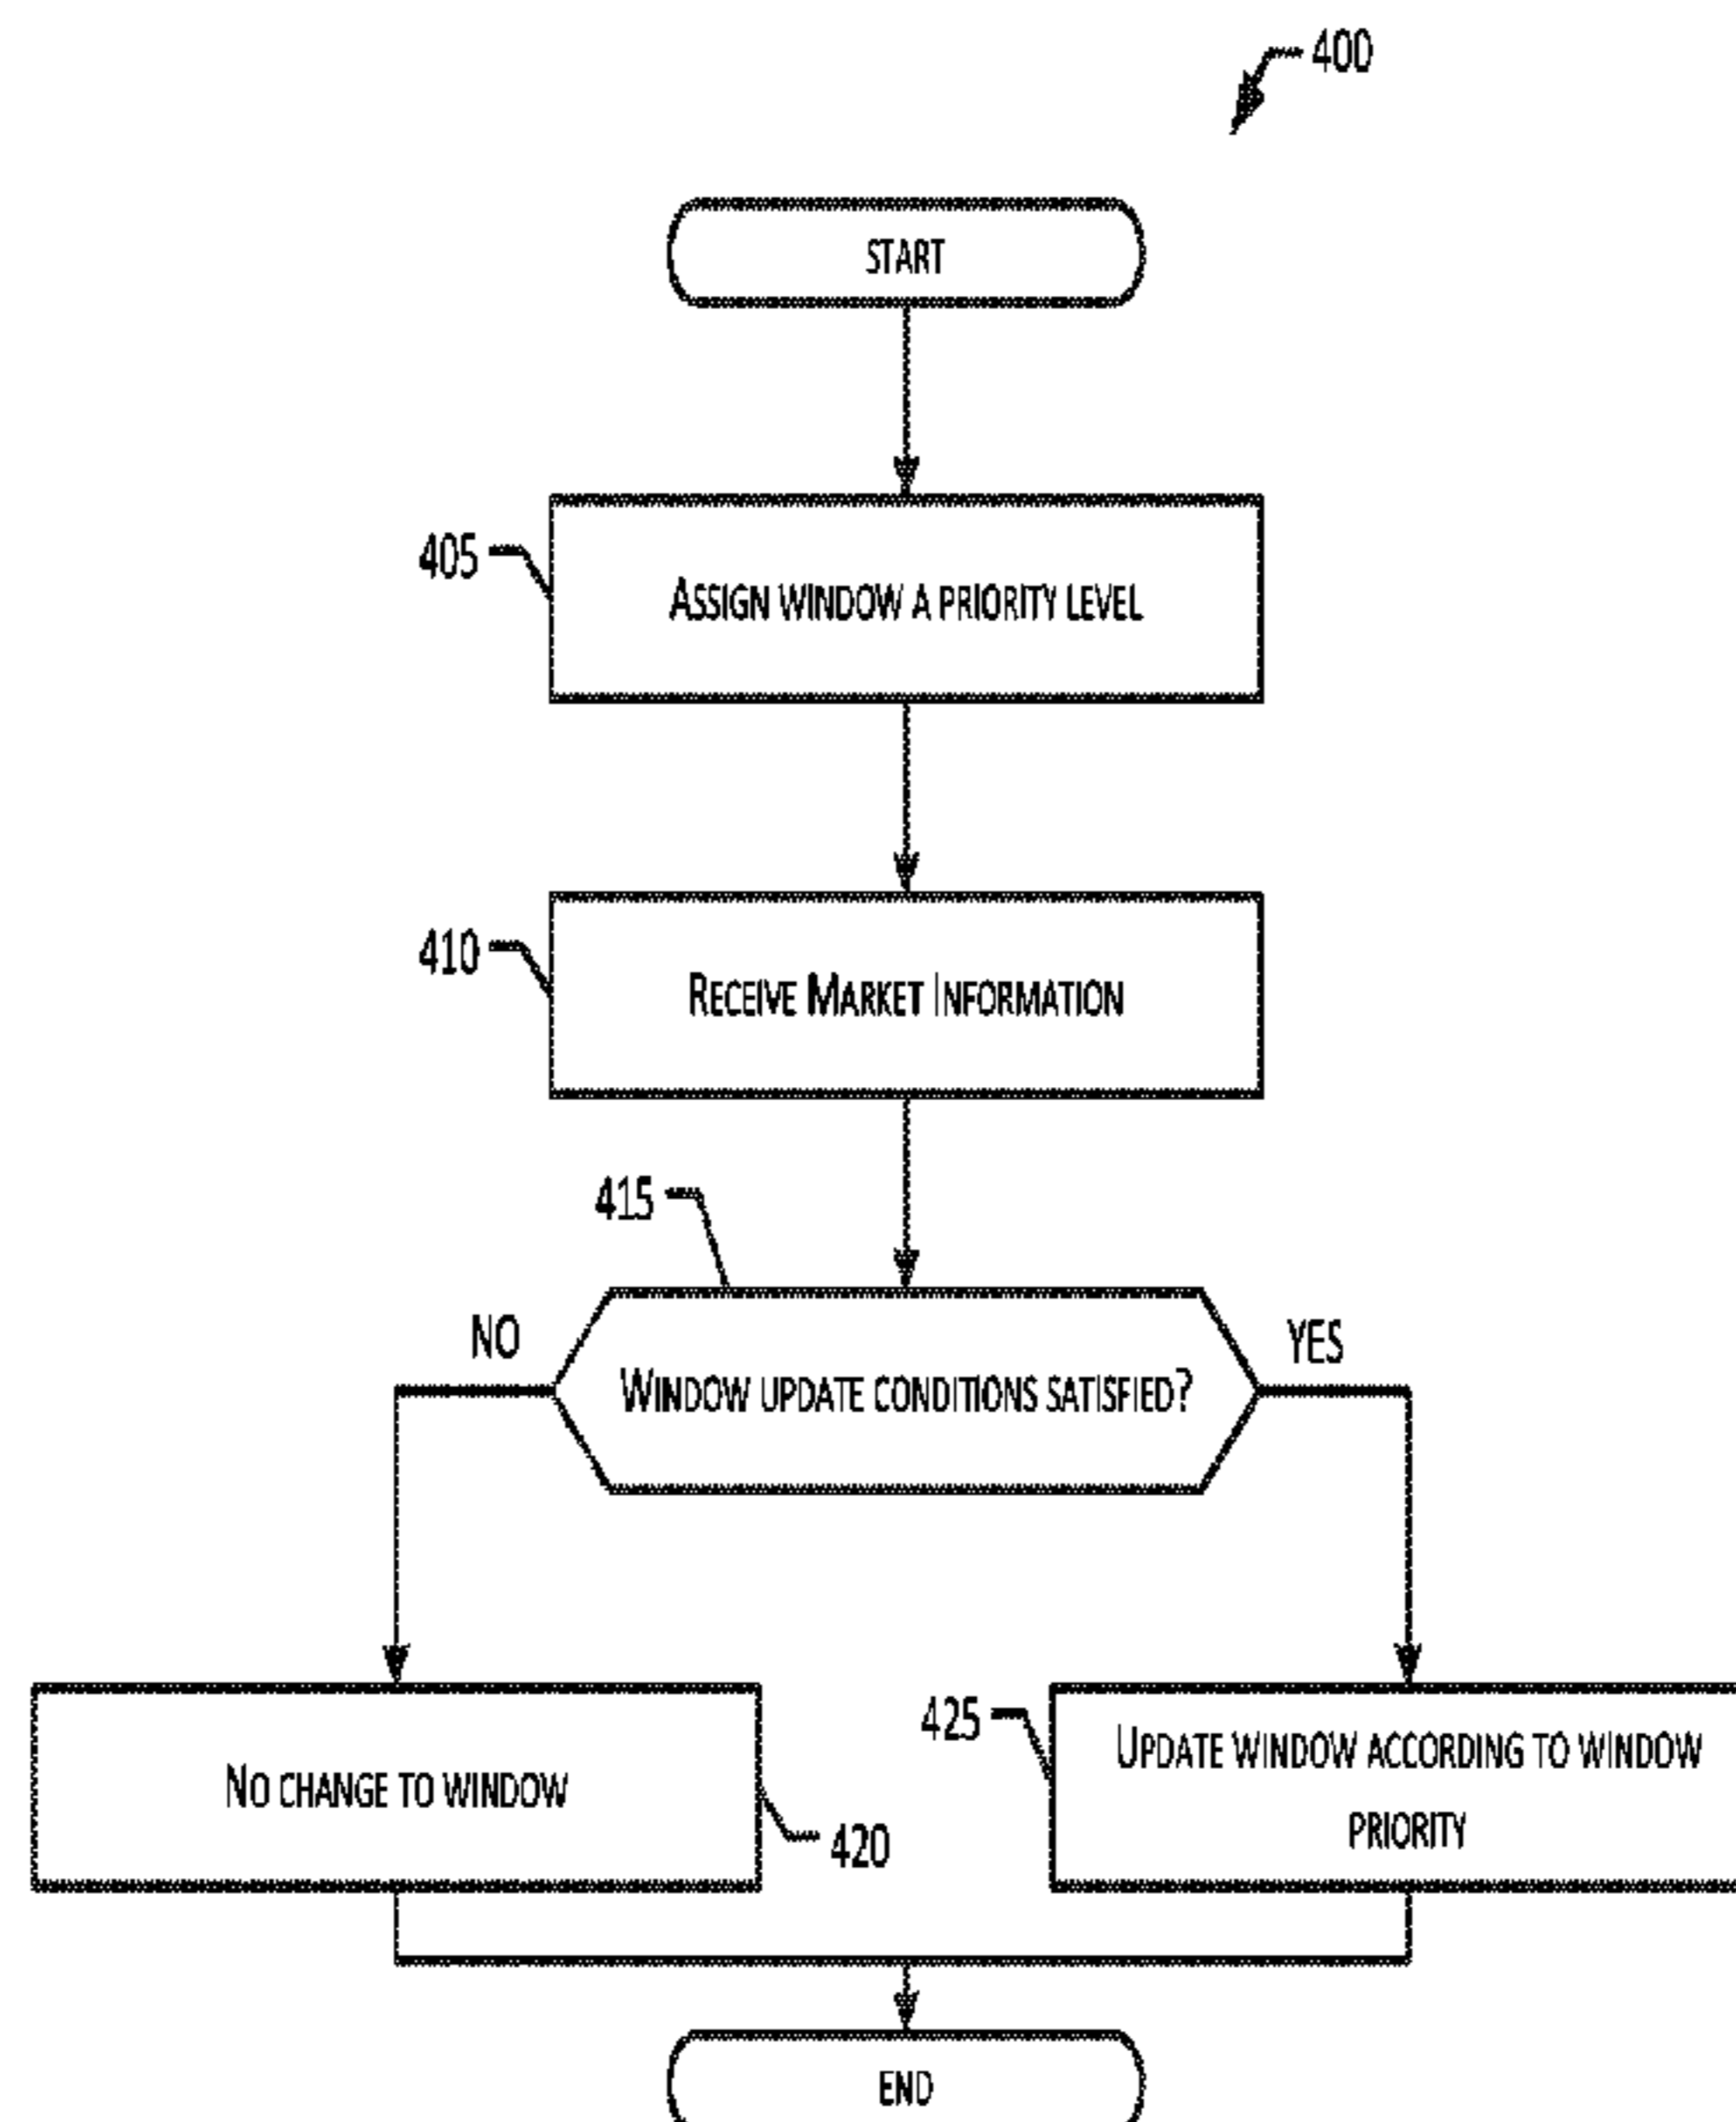 400
START
405
ASSIGN WINDOW A PRIORITY LEVEL
410
RECEIVE MARKET INFORMATION
415
NO
YES
WINDOW UPDATE CONDITIONS SATISFIED?
425
UPDATE WINDOW ACCORDING TO WINDOW
PRIORITY
NO CHANGE TO WINDOW
420
END